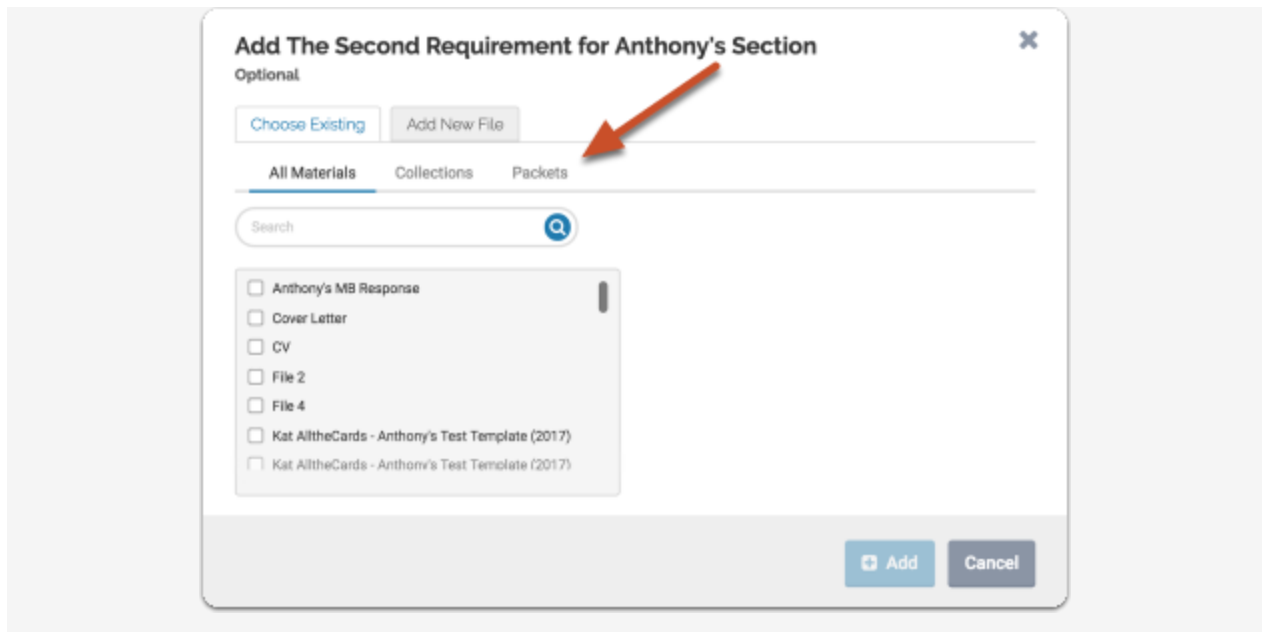 Add The Second Requirement for Anthony's Section
Optional
Choose Existing Add New File
All Materials Collections Packets
Search
Anthony's MB Response
Cover Letter
CV
File 2
File 4
Kat AlltheCards - Anthony's Test Template (2017)
Kat AlltheCards - Anthony's Test Template (2017)
Add Cancel